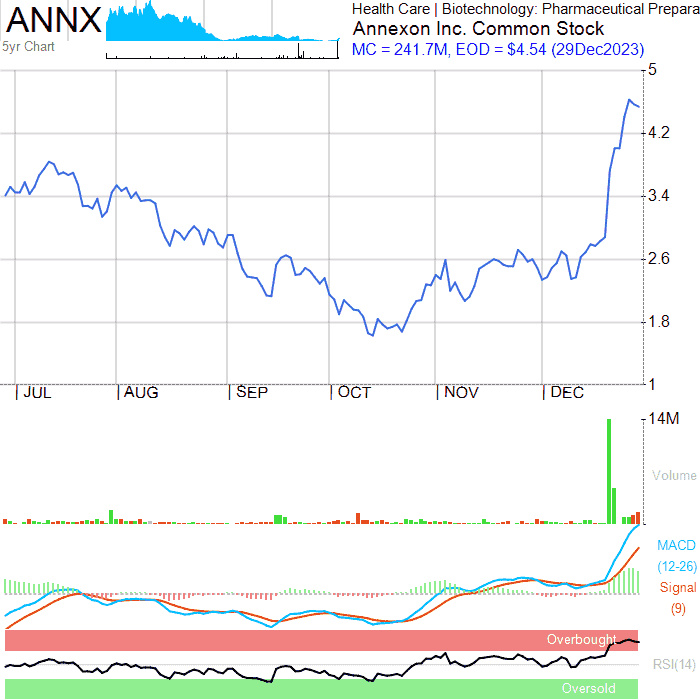 ANNX
5yr Chart
Health Care | Biotechnology: Pharmaceutical Prepara
Annexon Inc. Common Stock
MC = 241.7M, EOD = $4.54 (29Dec2023)
5
4.2
3.4
2.6
1.8
1
JUL AUG SEP OCT NOV DEC
14M
Volume
MACD
(12-26)
Signal
(9)
Overbought
RSI(14)
Oversold